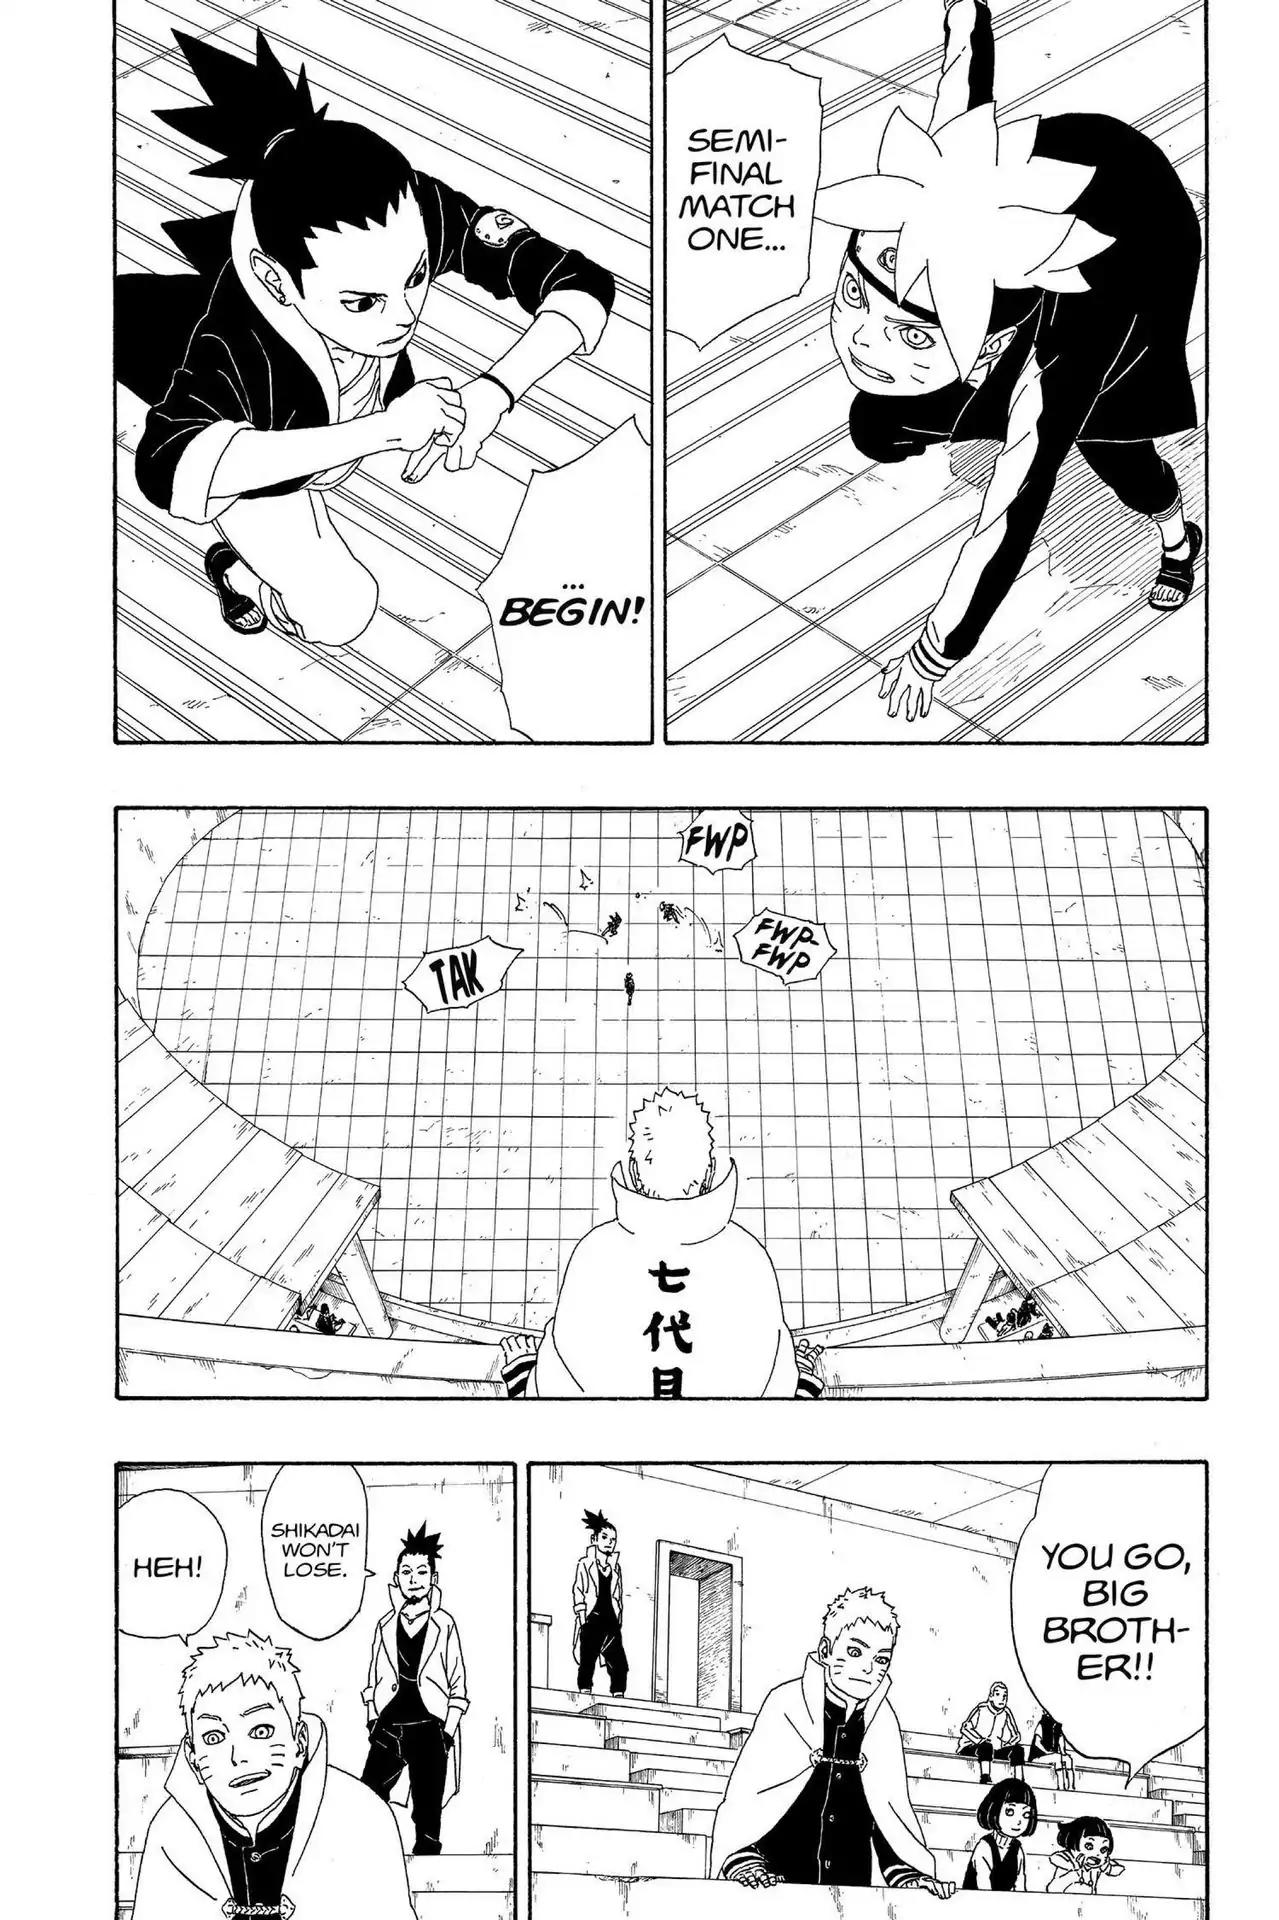 SEMI-
FINAL
MATCH
ONE...
...
BEGIN!
FWP
FWP-
FWP
TAK
七
代
目
YOU GO,
BIG
BROTH-
ER!!
SHIKADAI
WON'T
LOSE.
HEH!